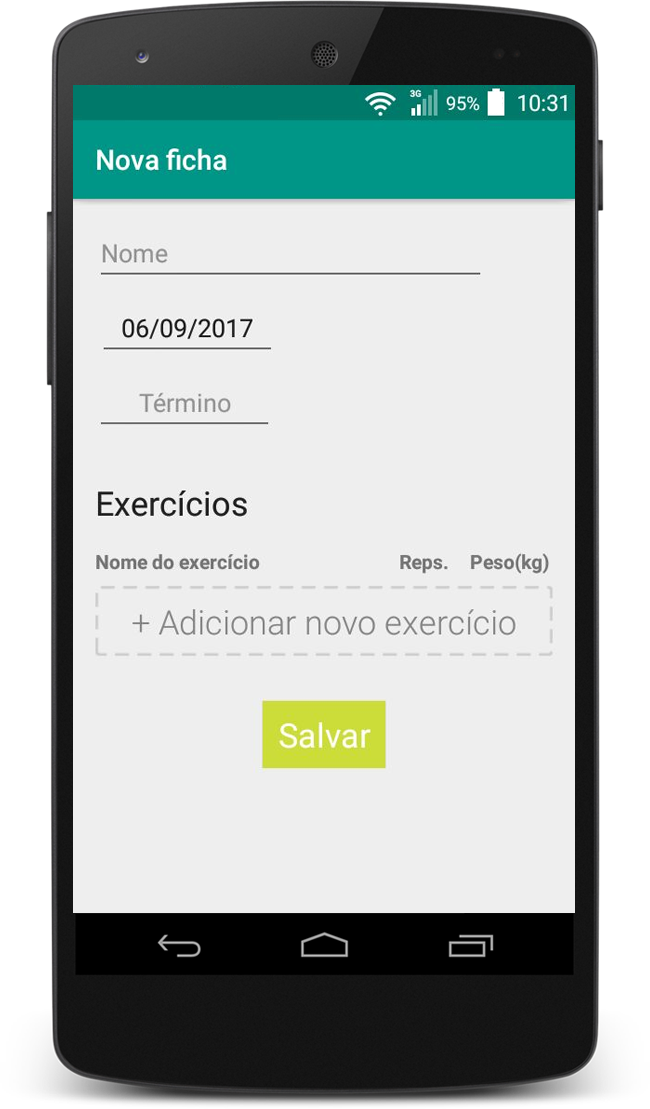 3G 95% 10:31
Nova ficha
Nome
06/09/2017
Término
Exercícios
Nome do exercício Reps. Peso(kg)
+ Adicionar novo exercício
Salvar